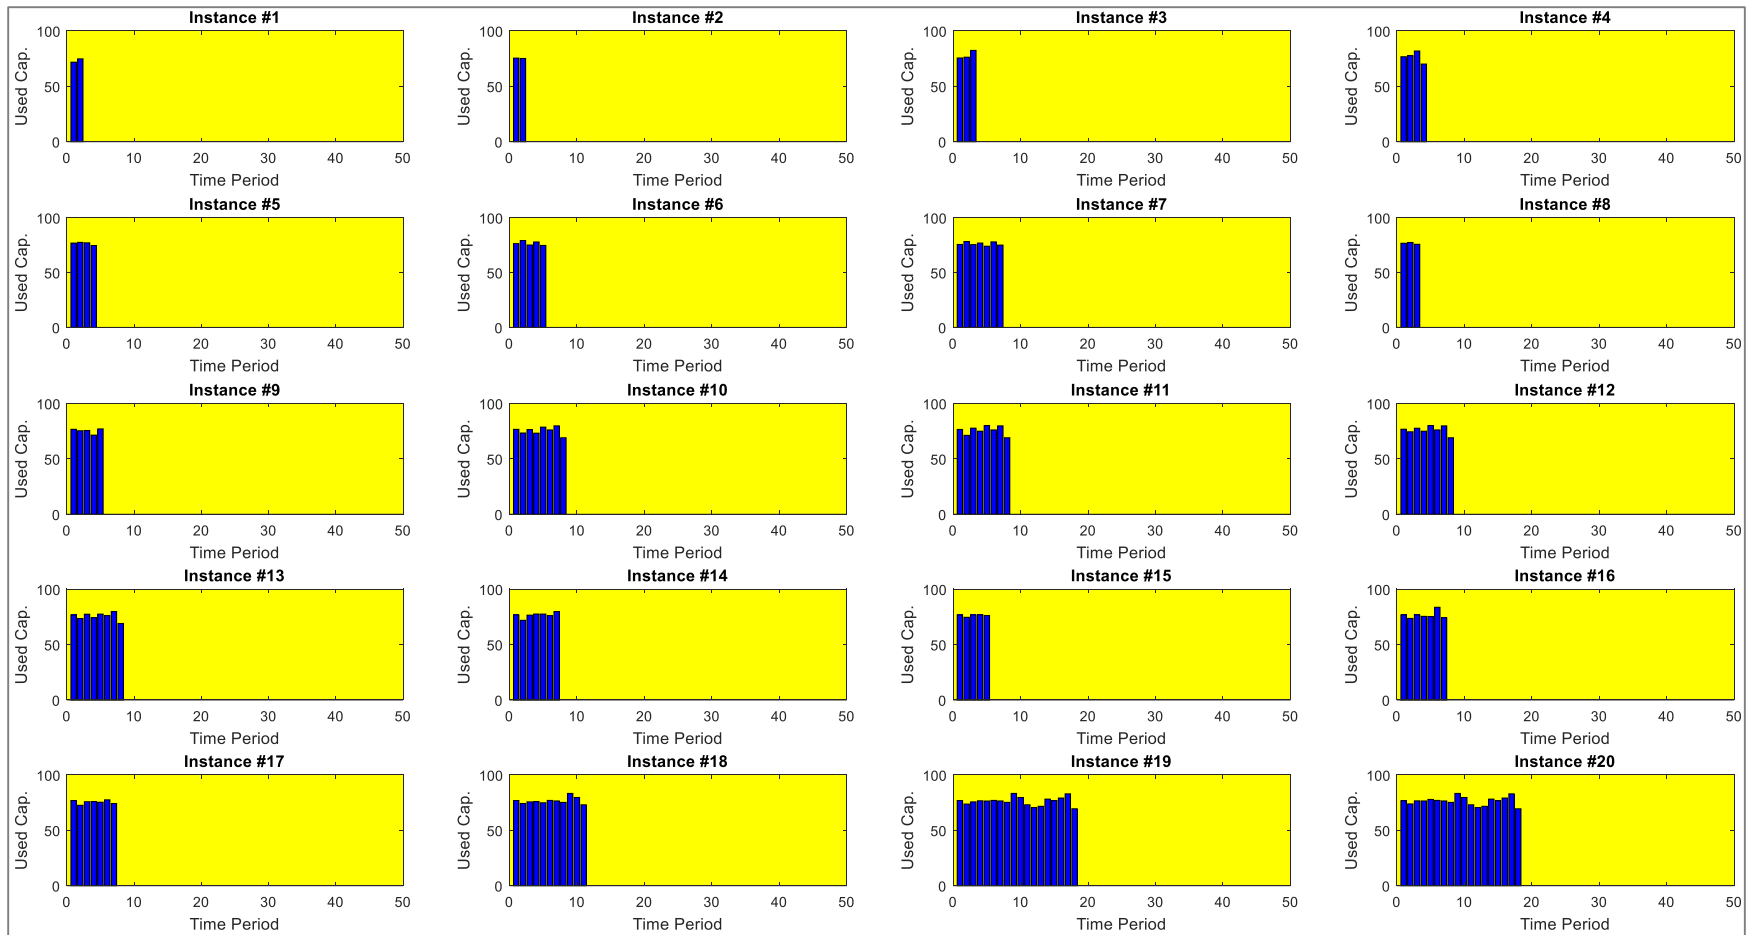 Instance #1
Instance #2
Instance #3
Instance #4
Used Cap.
100
50
0
0 10 20 30 40 50
Time Period
Used Cap.
100
50
0
0 10 20 30 40 50
Time Period
Used Cap.
100
50
0
0 10 20 30 40 50
Time Period
Used Cap.
100
50
0
0 10 20 30 40 50
Time Period
Instance #5
Instance #6
Instance #7
Instance #8
Used Cap.
100
50
0
0 10 20 30 40 50
Time Period
Used Cap.
100
50
0
0 10 20 30 40 50
Time Period
Used Cap.
100
50
0
0 10 20 30 40 50
Time Period
Used Cap.
100
50
0
0 10 20 30 40 50
Time Period
Instance #9
Instance #10
Instance #11
Instance #12
Used Cap.
100
50
0
0 10 20 30 40 50
Time Period
Used Cap.
100
50
0
0 10 20 30 40 50
Time Period
Used Cap.
100
50
0
0 10 20 30 40 50
Time Period
Used Cap.
100
50
0
0 10 20 30 40 50
Time Period
Instance #13
Instance #14
Instance #15
Instance #16
Used Cap.
100
50
0
0 10 20 30 40 50
Time Period
Used Cap.
100
50
0
0 10 20 30 40 50
Time Period
Used Cap.
100
50
0
0 10 20 30 40 50
Time Period
Used Cap.
100
50
0
0 10 20 30 40 50
Time Period
Instance #17
Instance #18
Instance #19
Instance #20
Used Cap.
100
50
0
0 10 20 30 40 50
Time Period
Used Cap.
100
50
0
0 10 20 30 40 50
Time Period
Used Cap.
100
50
0
0 10 20 30 40 50
Time Period
Used Cap.
100
50
0
0 10 20 30 40 50
Time Period